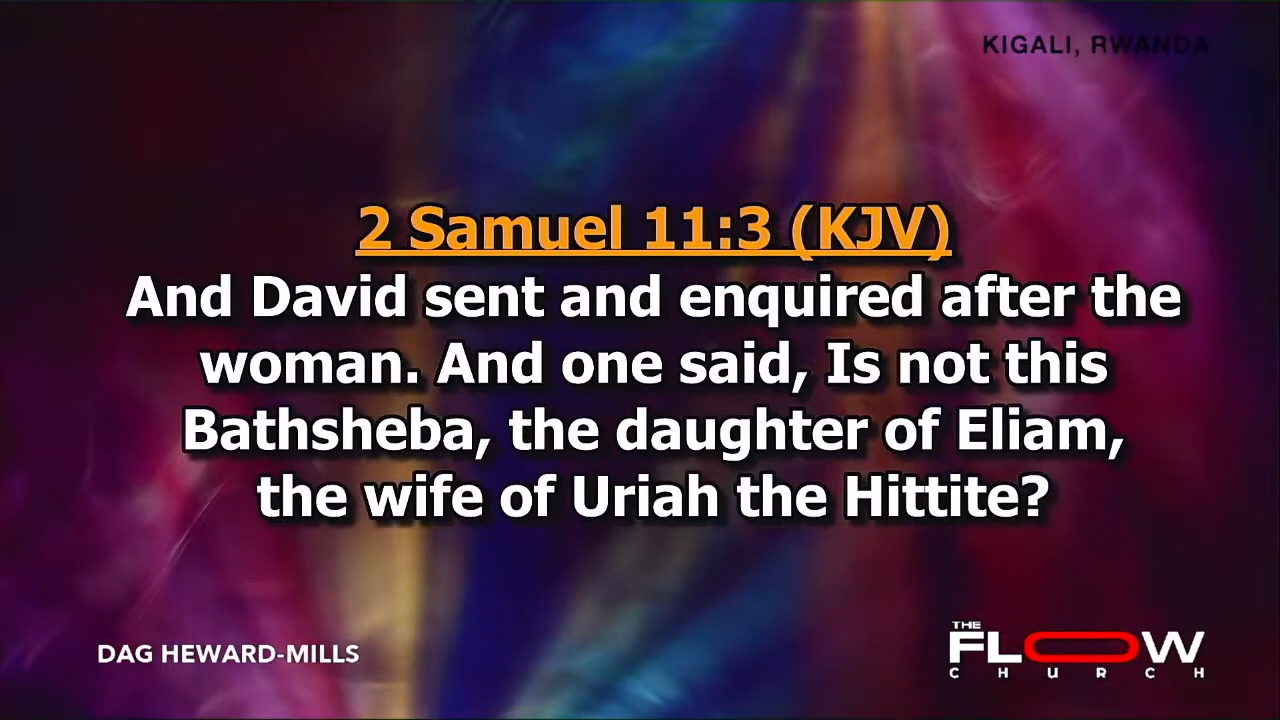 KIGALI, RWANDA
2 Samuel 11:3 (KJV)
And David sent and enquired after the
woman. And one said, Is not this
Bathsheba, the daughter of Eliam,
the wife of Uriah the Hittite?
DAG HEWARD-MILLS
THE
FLOW
CHURCH